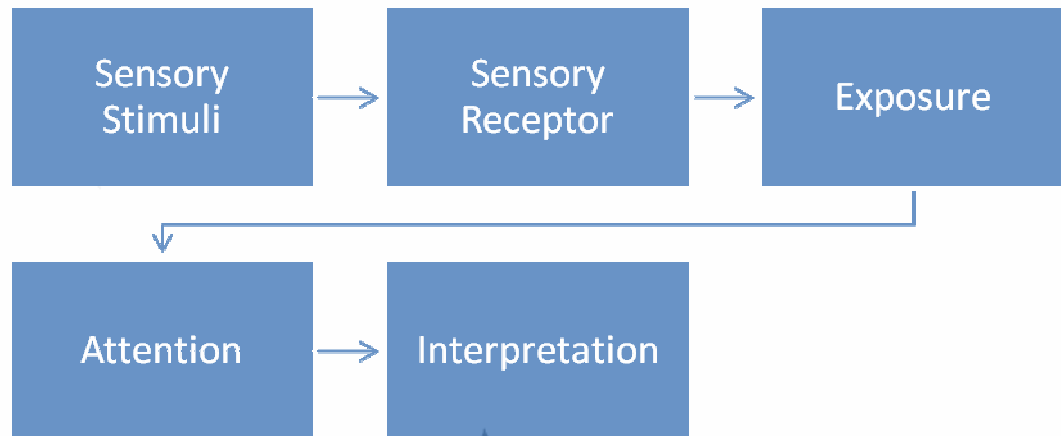 Sensory
Stimuli
Sensory
Receptor
Exposure
Attention
Interpretation